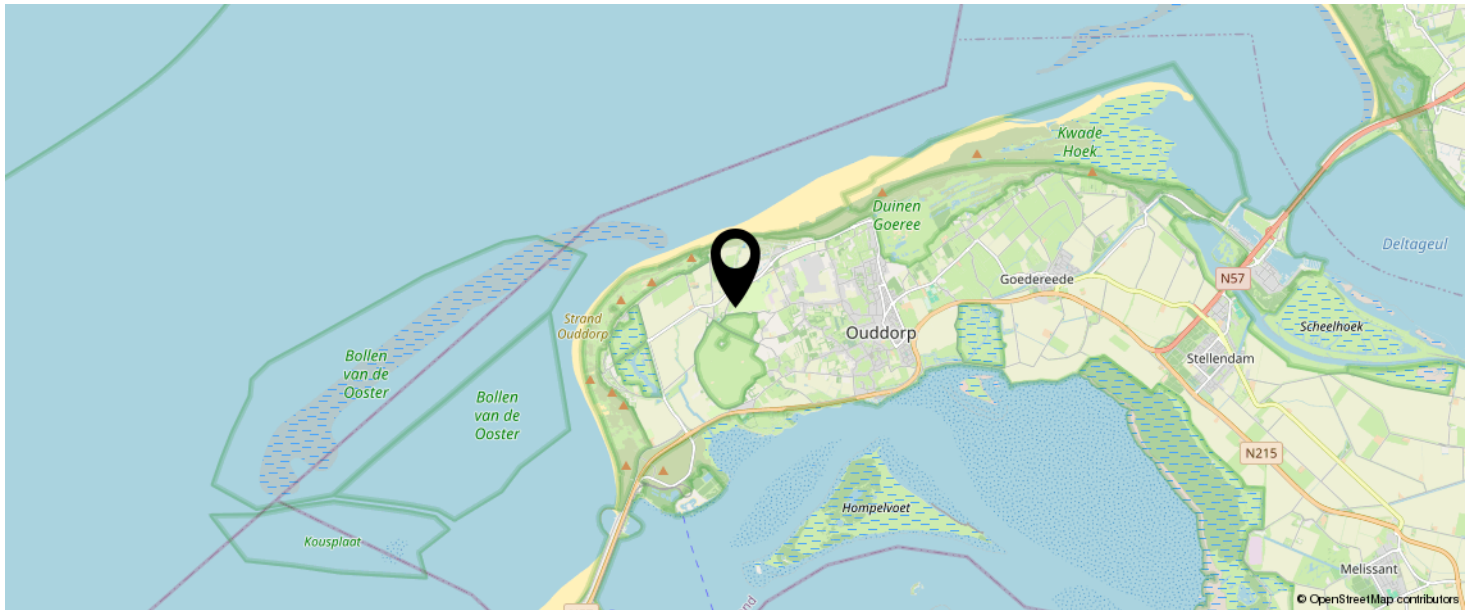 Kwade
Hoek
Duinen
Goeree
Deltageul
Goedereede
N57
Strand
Ouddorp
Ouddorp
Scheelhoek
Stellendam
Bollen
van de
Ooster
Bollen
van de
Ooster
N215
Hompelvoet
Kousplaat
Melissant
© OpenStreetMap contributors